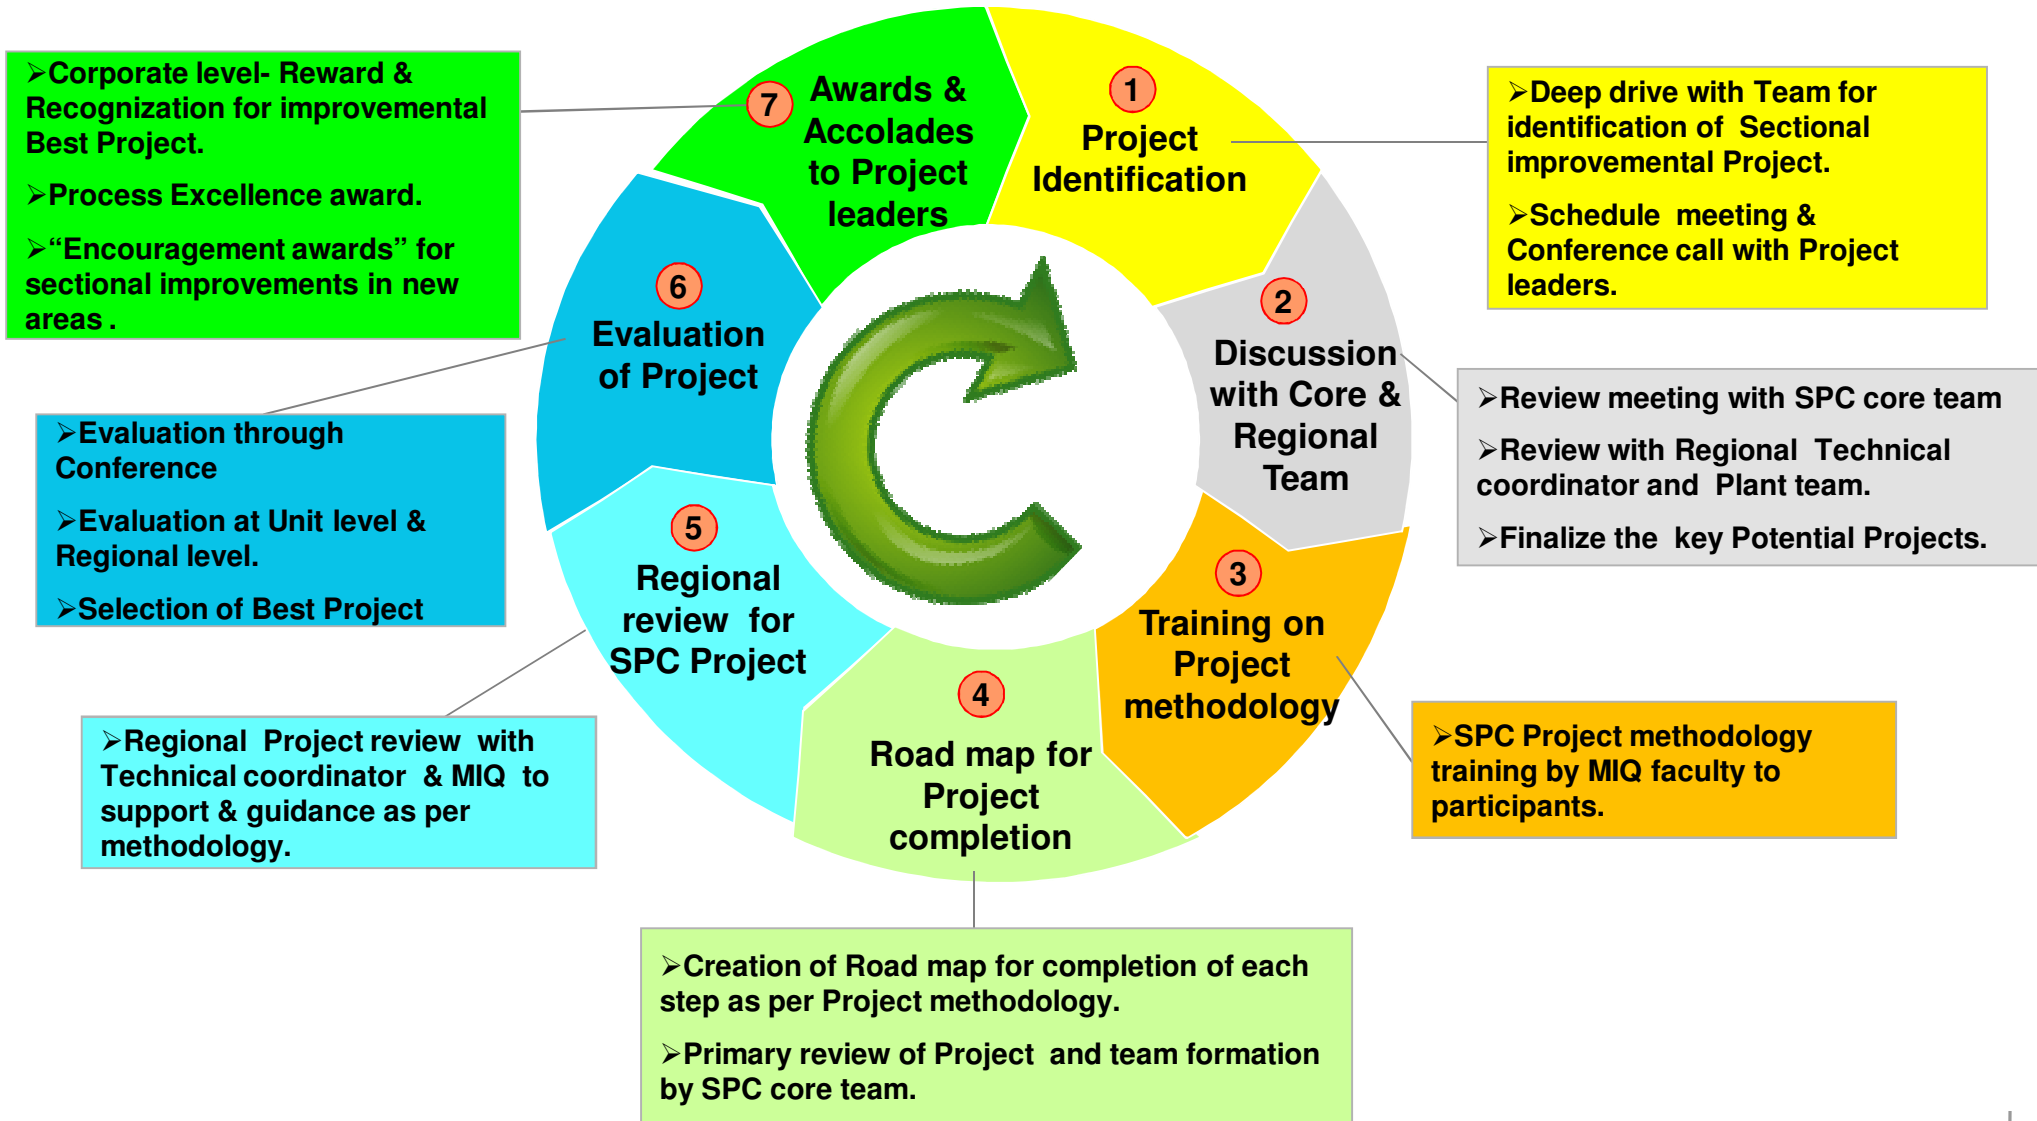 ➢Corporate level- Reward &
Recognization for improvemental
Best Project.
➢Process Excellence award.
➢“Encouragement awards” for
sectional improvements in new
areas .
7
Awards &
Accolades
to Project
leaders
1
Project
Identification
➢Deep drive with Team for
identification of Sectional
improvemental Project.
➢Schedule meeting &
Conference call with Project
leaders.
2
Discussion
with Core &
Regional
Team
➢Review meeting with SPC core team
➢Review with Regional Technical
coordinator and Plant team.
➢Finalize the key Potential Projects.
3
Training on
Project
methodology
➢SPC Project methodology
training by MIQ faculty to
participants.
4
Road map for
Project
completion
➢Creation of Road map for completion of each
step as per Project methodology.
➢Primary review of Project and team formation
by SPC core team.
5
Regional
review for
SPC Project
➢Regional Project review with
Technical coordinator & MIQ to
support & guidance as per
methodology.
6
Evaluation
of Project
➢Evaluation through
Conference
➢Evaluation at Unit level &
Regional level.
➢Selection of Best Project